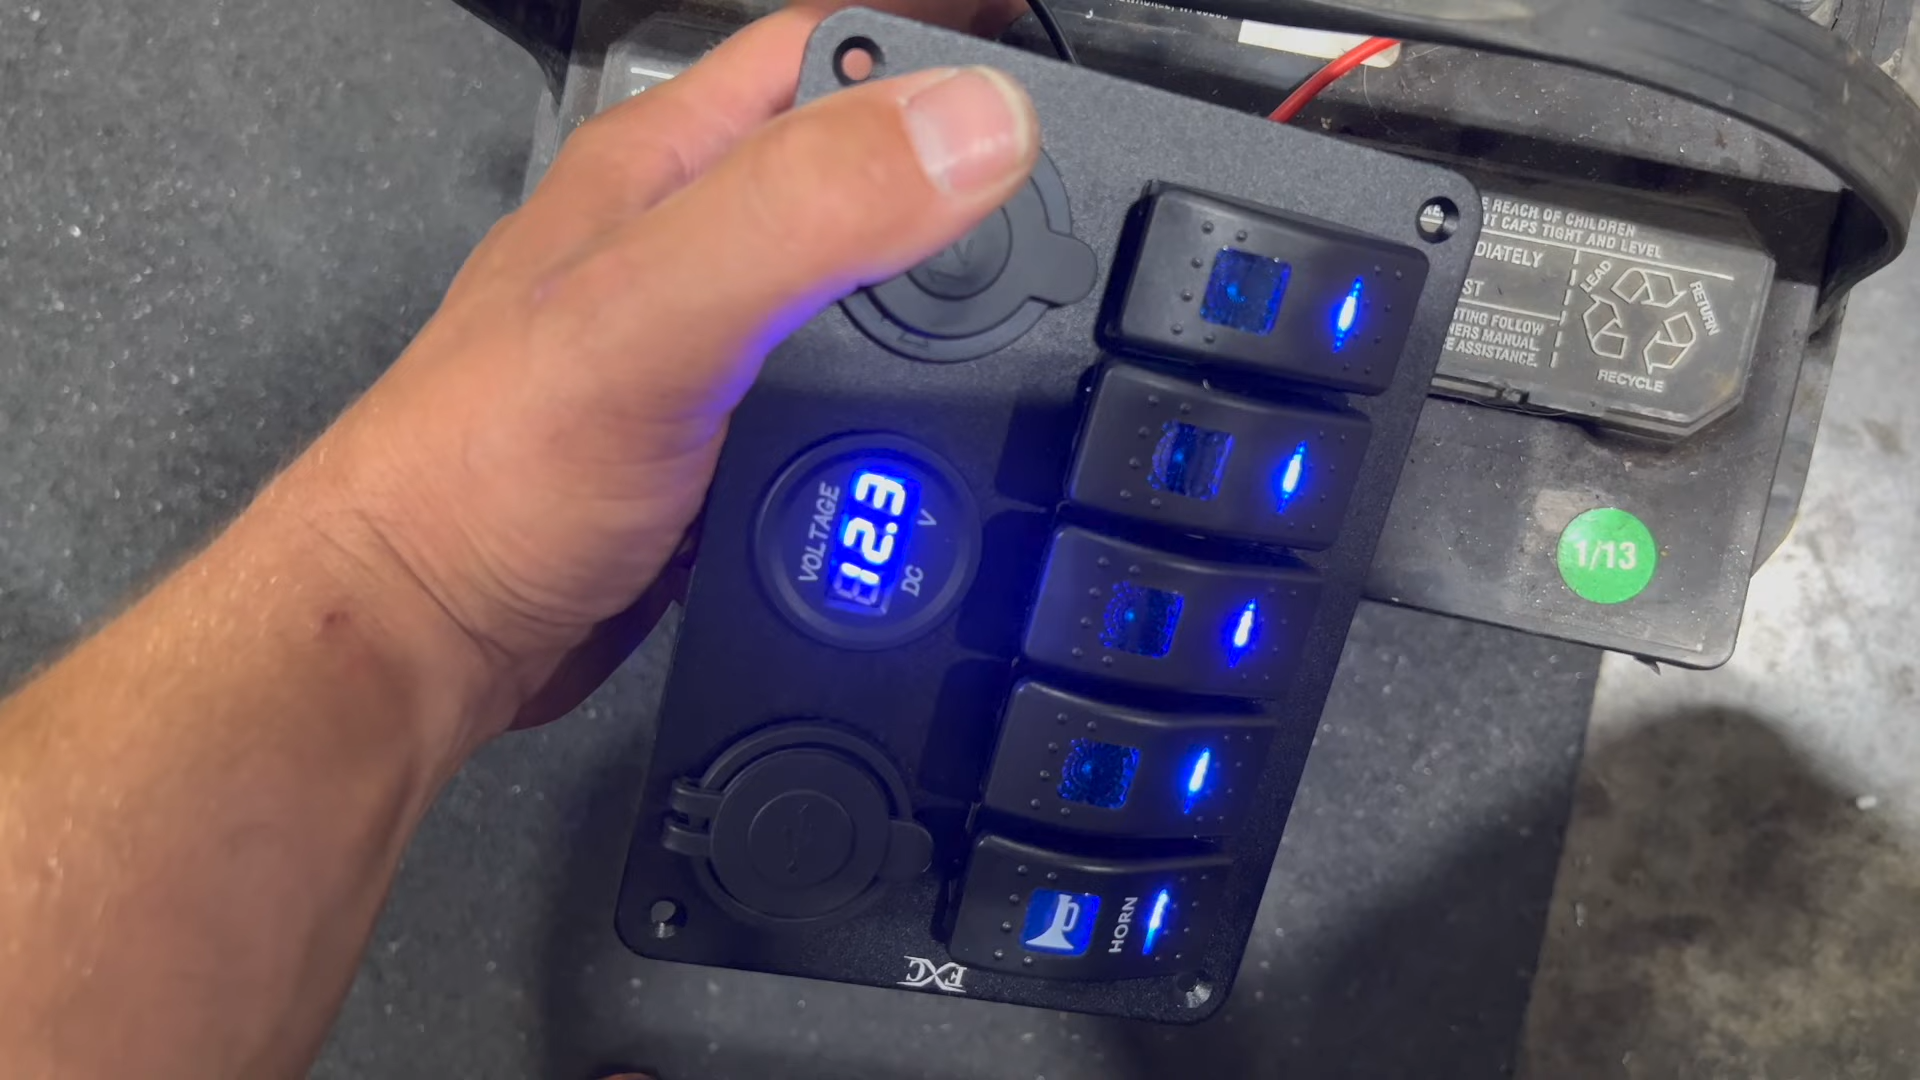 E REACH OF CHILDREN
T CAPS TIGHT AND LEVEL
DIATELY
ST
TING FOLLOW
NERS MANUAL.
E ASSISTANCE.
LEAD
RETURN
RECYCLE
VOLTAGE
12.3
V
DC
1/13
HORN
FXC